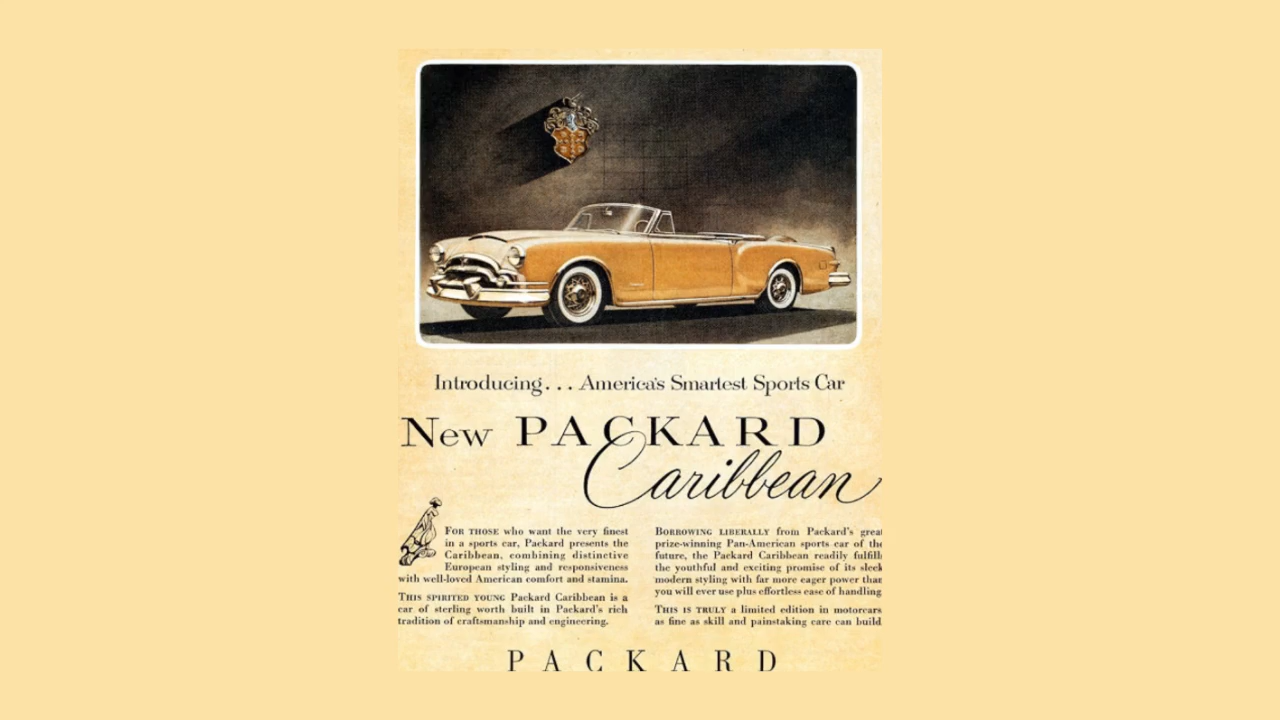 Introducing... America's Smartest Sports Car
New PACKARD
Caribbean
FOR THOSE who want the very finest
in a sports car, Packard presents the
Caribbean, combining distinctive
European styling and responsiveness
with well-loved American comfort and stamina.
THIS SPIRITED YOUNG Packard Caribbean is a
car of sterling worth built in Packard's rich
tradition of craftsmanship and engineering.
BORROWING LIBERALLY from Packard's great
prize-winning Pan-American sports car of the
future, the Packard Caribbean readily fulfills
the youthful and exciting promise of its sleek
modern styling with far more eager power than
you will ever use plus effortless ease of handling
THIS IS TRULY a limited edition in motorcars
as fine as skill and painstaking care can build
PACKARD